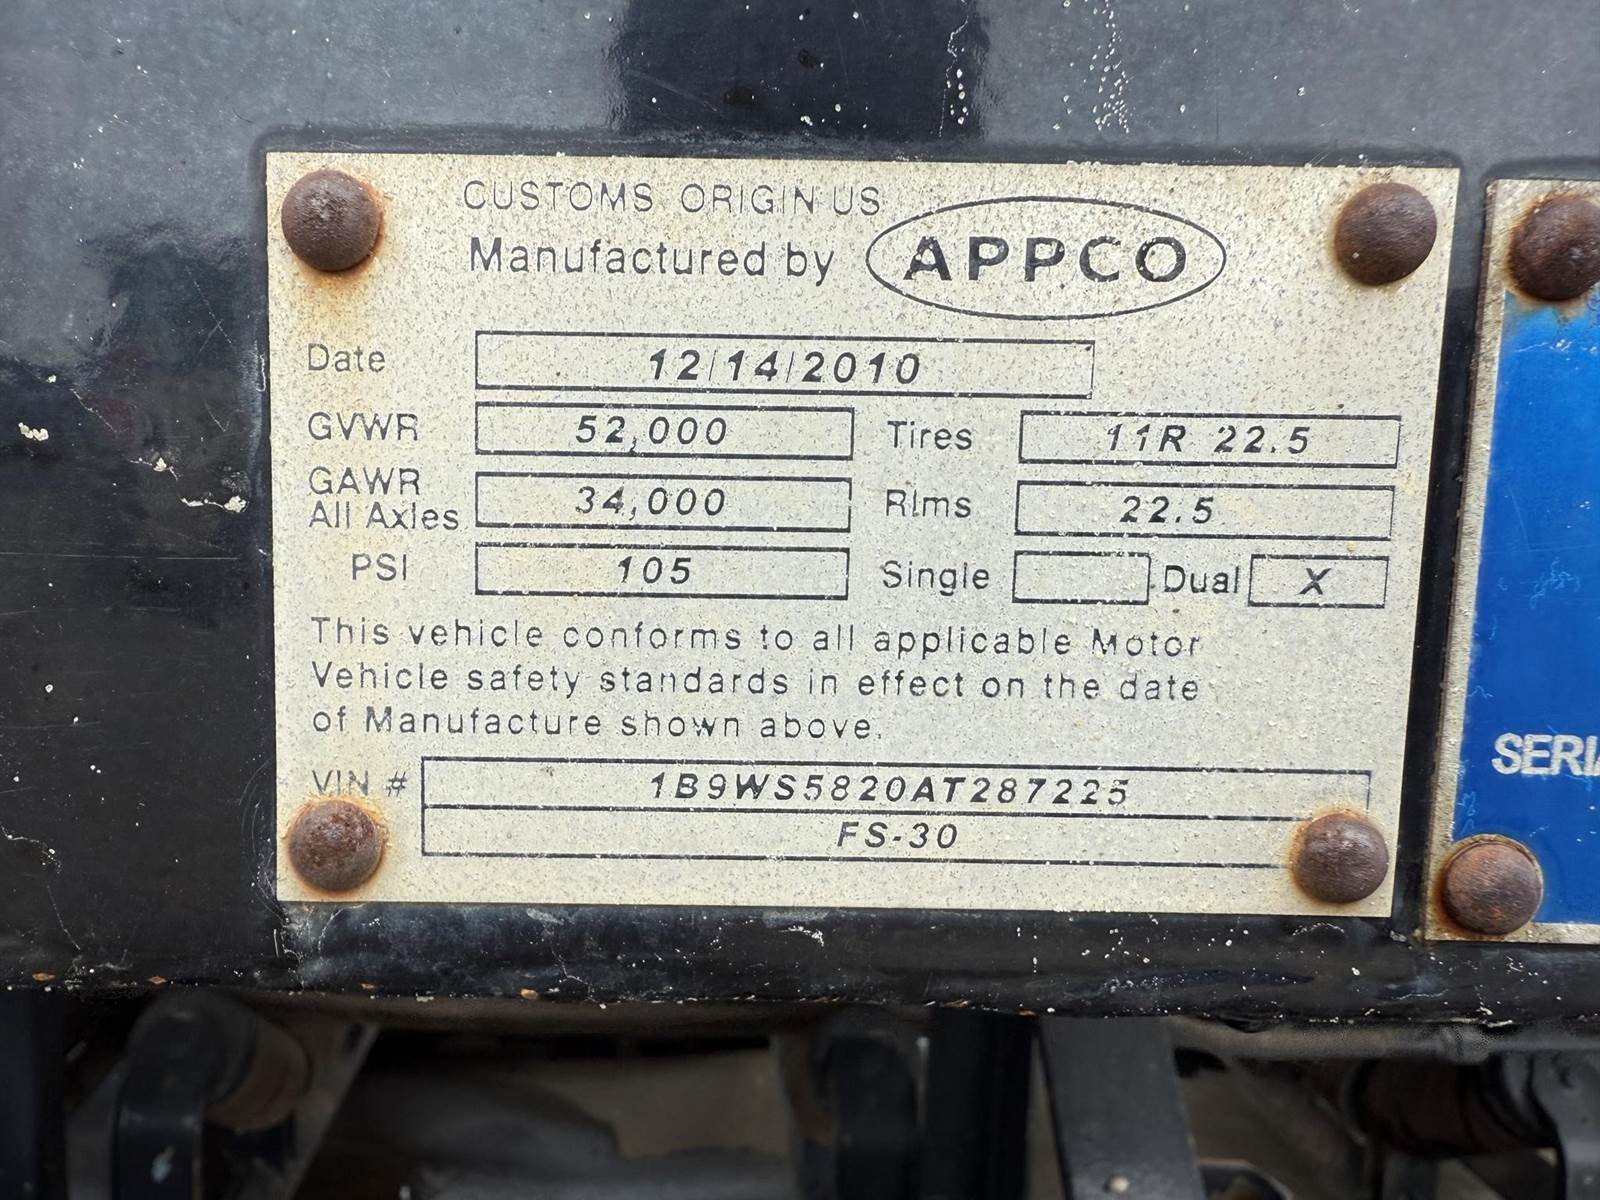 CUSTOMS ORIGIN US
Manufactured by APPCO
Date 12/14/2010
GVWR 52,000 Tires 11R 22.5
GAWR
All Axles 34,000 Rims 22.5
PSI 105 Single Dual X
This vehicle conforms to all applicable Motor
Vehicle safety standards in effect on the date
of Manufacture shown above.
VIN # 1B9WS5820AT287225
FS-30
SERIA